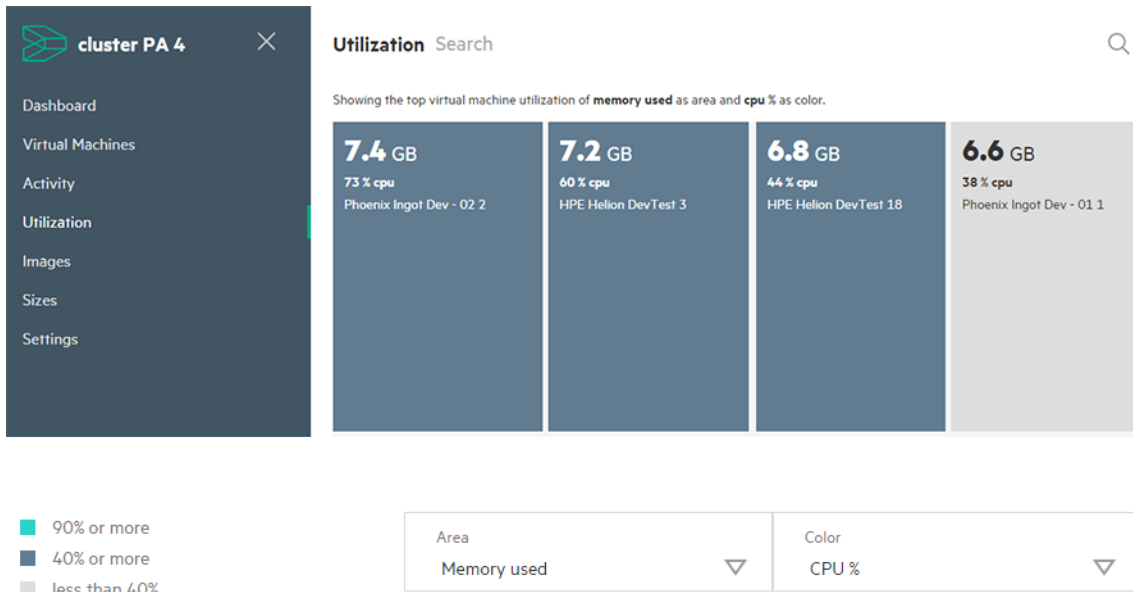 cluster PA 4
Dashboard
Virtual Machines
Activity
Utilization
Images
Sizes
Settings
Utilization Search
Showing the top virtual machine utilization of memory used as area and cpu % as color.
7.4 GB
73 % cpu
Phoenix Ingot Dev - 02 2
7.2 GB
60 % cpu
HPE Helion DevTest 3
6.8 GB
44 % cpu
HPE Helion DevTest 18
6.6 GB
38 % cpu
Phoenix Ingot Dev - 01 1
90% or more
40% or more
less than 40%
Area
Memory used
Color
CPU %